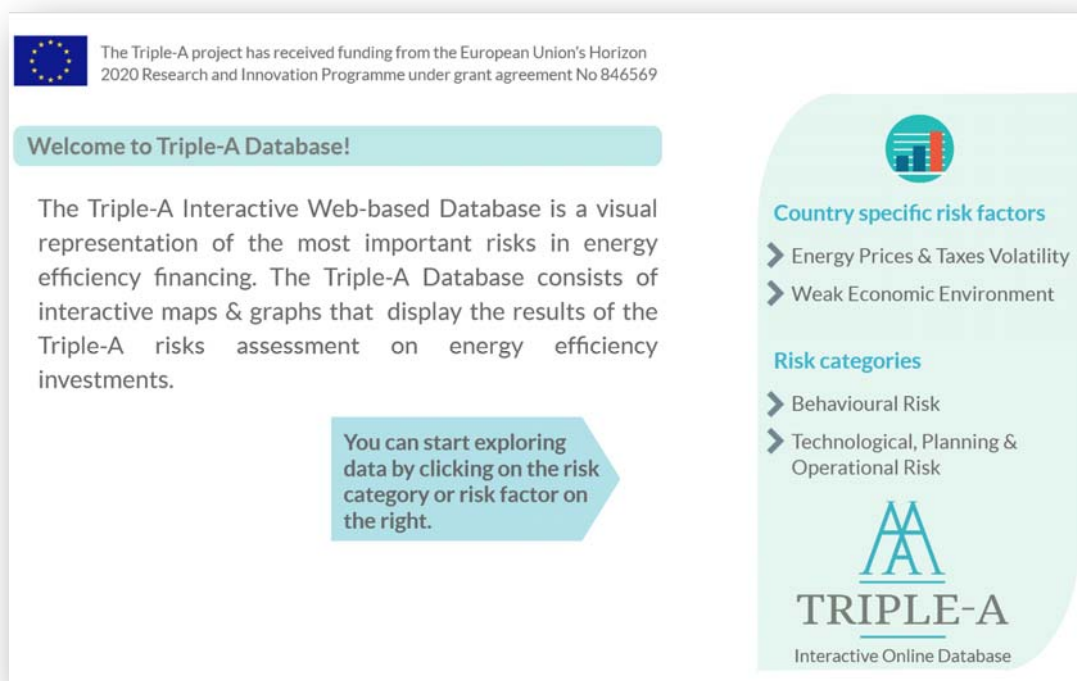 The Triple-A project has received funding from the European Union's Horizon
2020 Research and Innovation Programme under grant agreement No 846569
Welcome to Triple-A Database!
The Triple-A Interactive Web-based Database is a visual
representation of the most important risks in energy
efficiency financing. The Triple-A Database consists of
interactive maps & graphs that display the results of the
Triple-A risks assessment on energy efficiency
investments.
You can start exploring
data by clicking on the risk
category or risk factor on
the right.
Country specific risk factors
Energy Prices & Taxes Volatility
Weak Economic Environment
Risk categories
Behavioural Risk
Technological, Planning &
Operational Risk
TRIPLE-A
Interactive Online Database